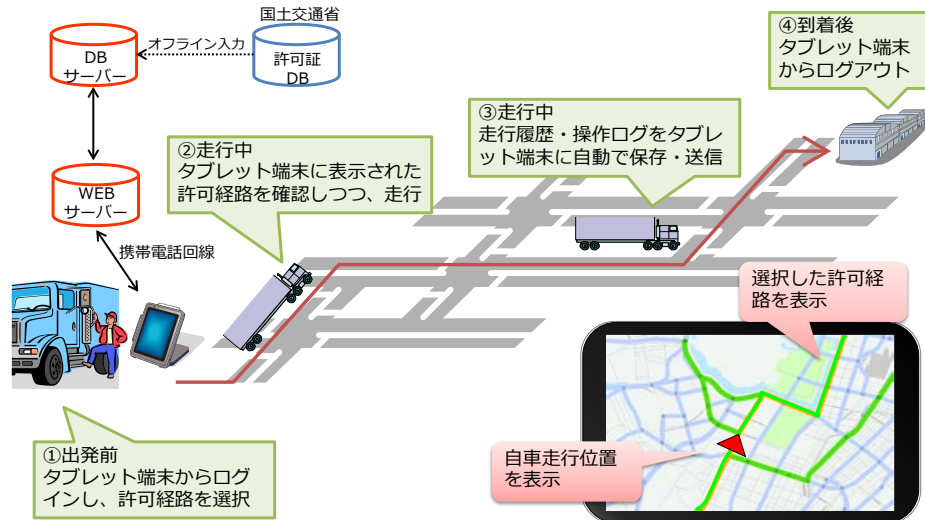 国土交通省
オフライン入力
DB
サーバー
許可証
DB
④到着後
タブレット端末
からログアウト
③走行中
走行履歴・操作ログをタブレ
ット端末に自動で保存・送信
②走行中
タブレット端末に表示された
許可経路を確認しつつ、走行
WEB
サーバー
携帯電話回線
選択した許可経
路を表示
①出発前
タブレット端末からログ
インし、許可経路を選択
自車走行位置
を表示